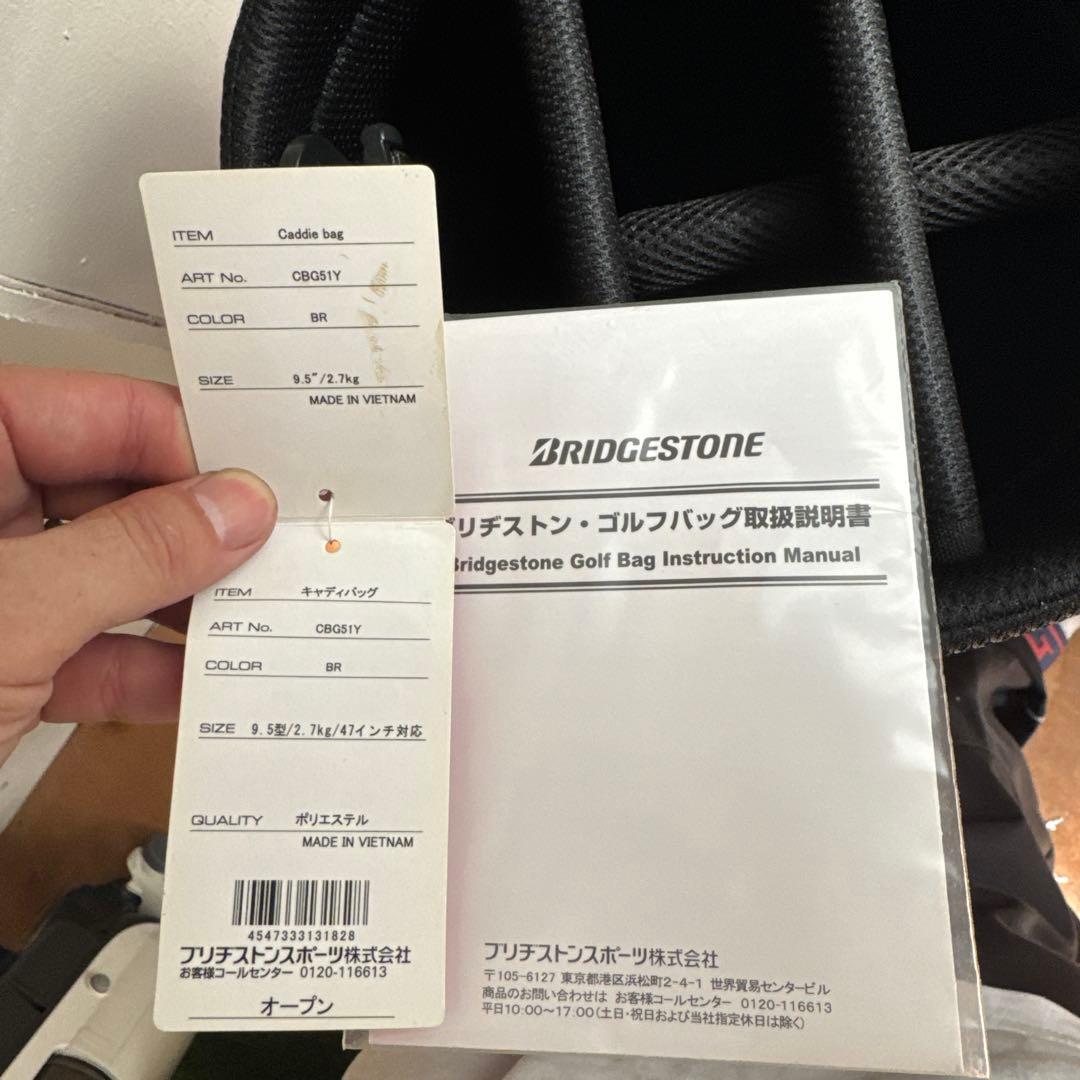 ITEM Caddie bag
ART No. CBG51Y
COLOR BR
SIZE 9.5"/2.7kg
MADE IN VIETNAM
ITEM キャディバッグ
ART No. CBG51Y
COLOR BR
SIZE 9.5型/2.7kg/47インチ対応
QUALITY ポリエステル
MADE IN VIETNAM
4547333131828
ブリヂストンスポーツ株式会社
お客様コールセンター 0120-116613
オープン
BRIDGESTONE
リヂストン・ゴルフバッグ取扱説明書
Bridgestone Golf Bag Instruction Manual
ブリヂストンスポーツ株式会社
〒105-6127 東京都港区浜松町2-4-1 世界貿易センタービル
商品のお問い合わせは お客様コールセンター 0120-116613
平日10:00~17:00(土日・祝日および当社指定休日は除く)